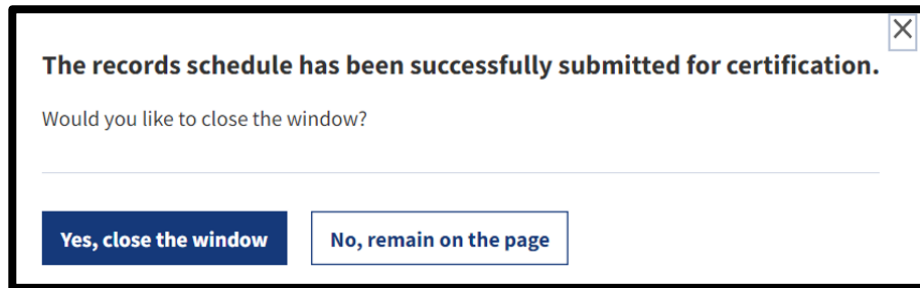 The records schedule has been successfully submitted for certification.
Would you like to close the window?
Yes, close the window
No, remain on the page